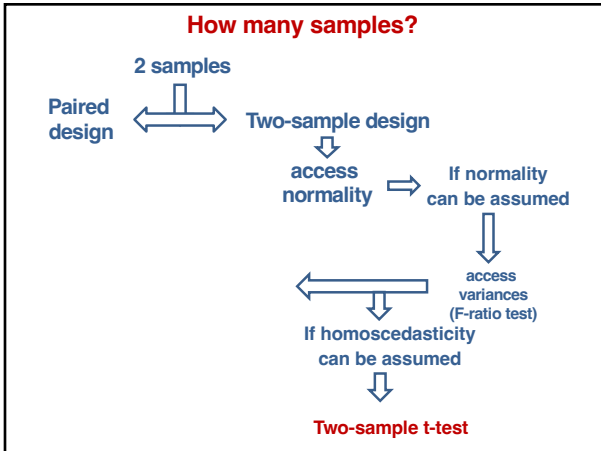 How many samples?
2 samples
Paired
design
Two-sample design
access
normality
If normality
can be assumed
access
variances
(F-ratio test)
If homoscedasticity
can be assumed
Two-sample t-test